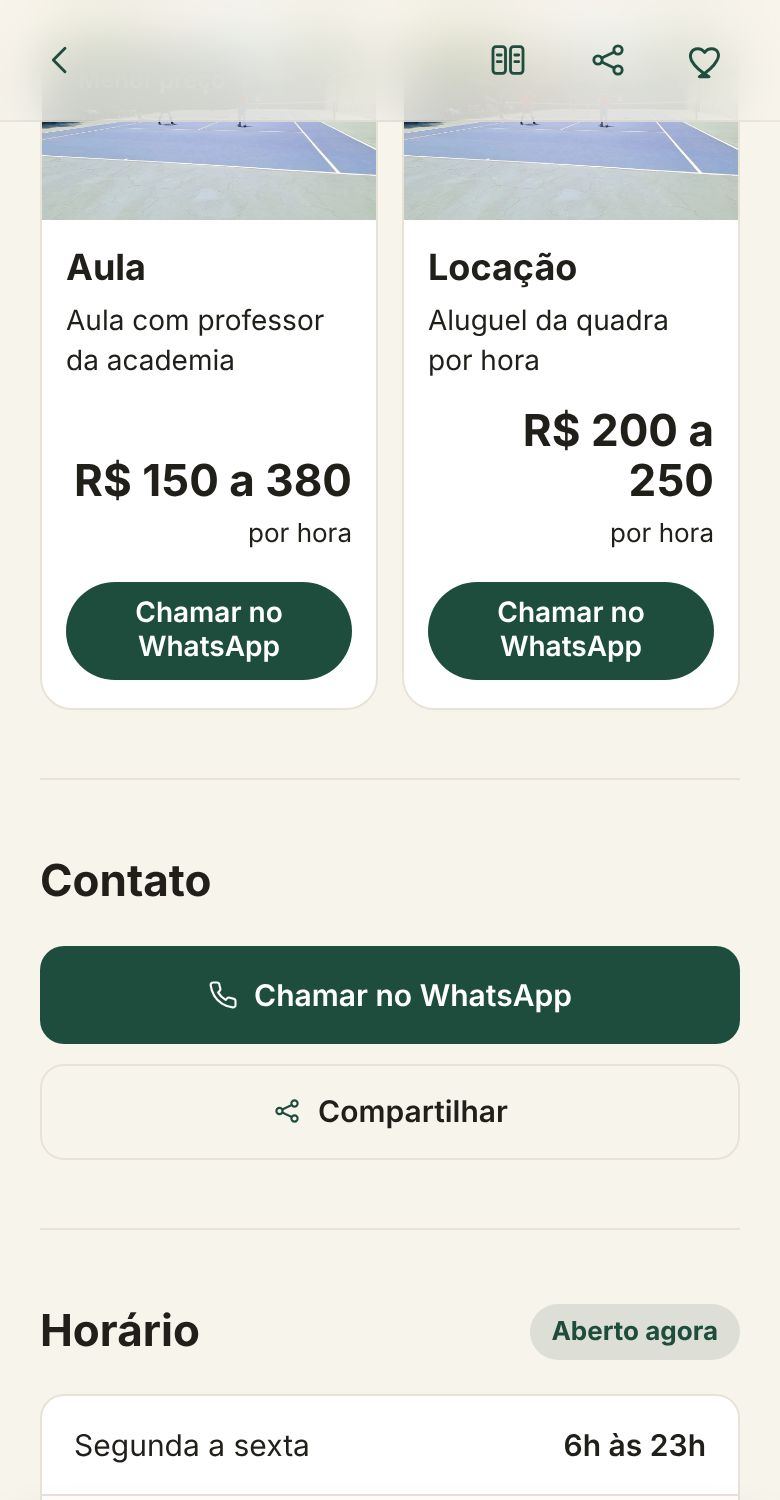 Menor preço
Aula
Aula com professor
da academia
R$ 150 a 380
por hora
Chamar no
WhatsApp
Locação
Aluguel da quadra
por hora
R$ 200 a
250
por hora
Chamar no
WhatsApp
Contato
Chamar no WhatsApp
Compartilhar
Horário
Aberto agora
Segunda a sexta
6h às 23h